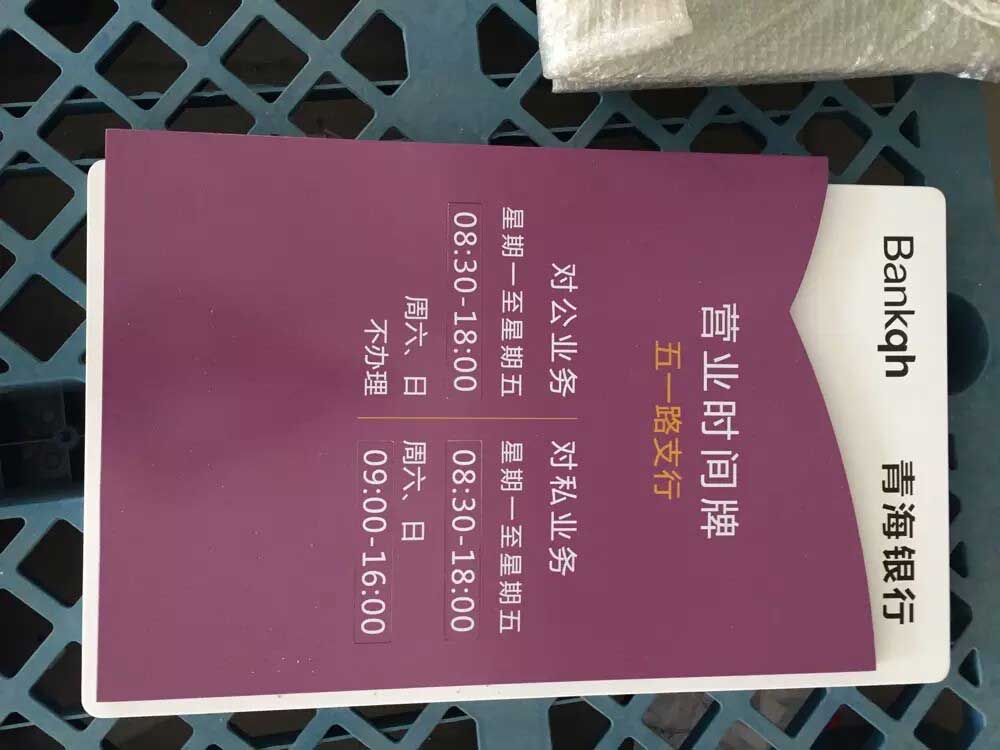 Bankqh 青海银行
营业时间牌
五一路支行
对公业务
星期一至星期五
08:30-18:00
周六、日
不办理
对私业务
星期一至星期五
08:30-18:00
周六、日
09:00-16:00